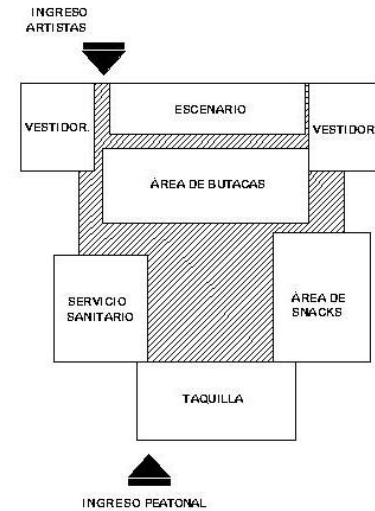 INGRESO
ARTISTAS
ESCENARIO
VESTIDOR.
VESTIDOR
ÁREA DE BUTACAS
SERVICIO
SANITARIO
ÁREA DE
SNACKS
TAQUILLA
INGRESO PEATONAL